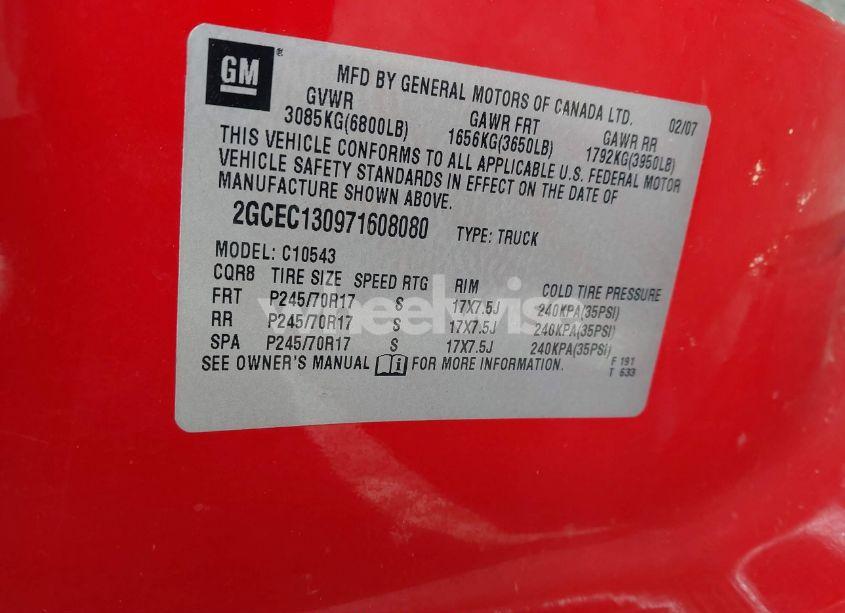 GM ®
MFD BY GENERAL MOTORS OF CANADA LTD.
02/07
GVWR GAWR FRT GAWR RR
3085KG(6800LB) 1656KG(3650LB) 1792KG(3950LB)
THIS VEHICLE CONFORMS TO ALL APPLICABLE U.S. FEDERAL MOTOR
VEHICLE SAFETY STANDARDS IN EFFECT ON THE DATE OF
MANUFACTURE SHOWN ABOVE.
2GCEC130971608080 TYPE: TRUCK
MODEL: C10543
CQR8 TIRE SIZE SPEED RTG RIM COLD TIRE PRESSURE
FRT P245/70R17 S 17X7.5J 240KPA(35PSI)
RR P245/70R17 S 17X7.5J 240KPA(35PSI)
SPA P245/70R17 S 17X7.5J 240KPA(35PSI)
SEE OWNER'S MANUAL i FOR MORE INFORMATION.
F 191
T 633
wheelwise